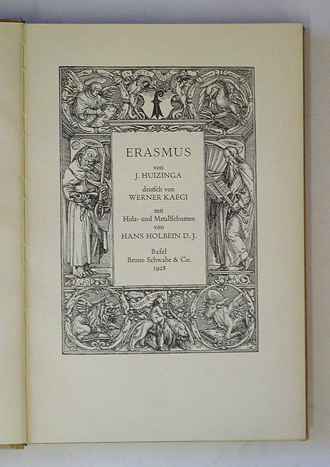 ERASMUS
von
J. HUIZINGA
deutsch von
WERNER KAEGI
mit
Holz- und Metallschnitten
von
HANS HOLBEIN D. J.
Basel
Benno Schwabe & Co.
1928